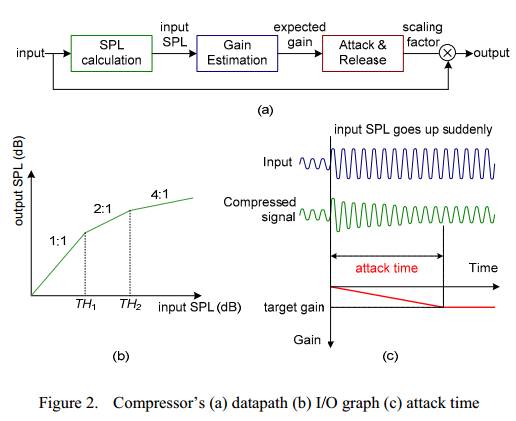 input
SPL
calculation
input
SPL
Gain
Estimation
expected
gain
Attack &
Release
scaling
factor
output
(a)
output SPL (dB)
1:1
2:1
4:1
TH1
TH2
input SPL (dB)
(b)
input SPL goes up suddenly
Input
Compressed
signal
attack time
Time
target gain
Gain
(c)
Figure 2. Compressor's (a) datapath (b) I/O graph (c) attack time